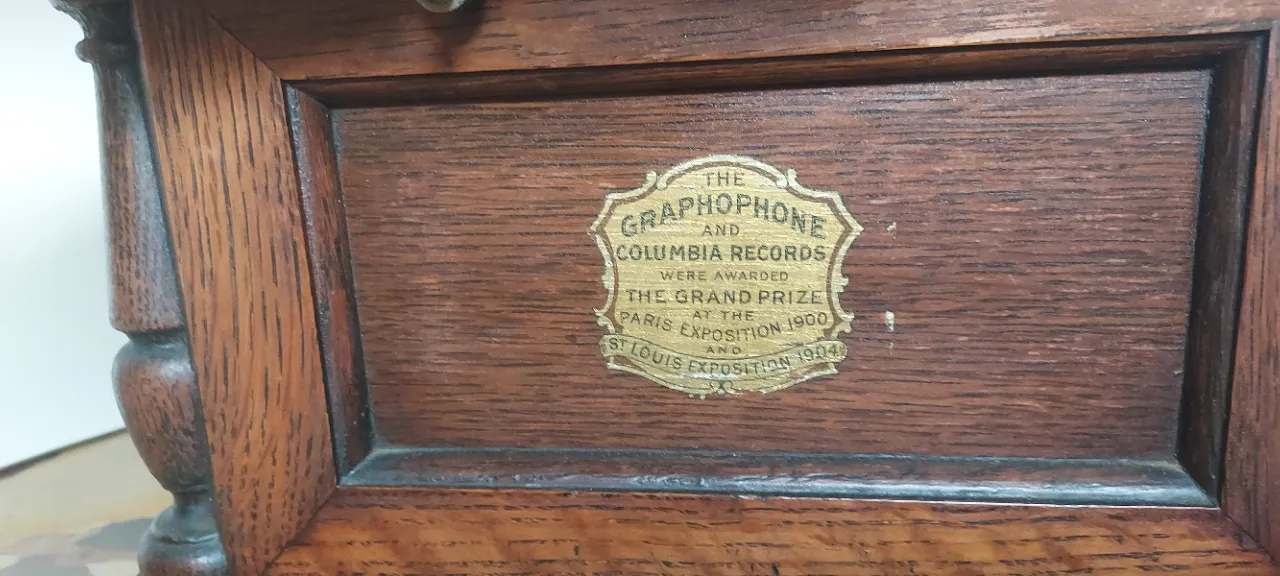 THE
GRAPHOPHONE
AND
COLUMBIA RECORDS
WERE AWARDED
THE GRAND PRIZE
AT THE
PARIS EXPOSITION 1900
AND
ST LOUIS EXPOSITION 1904